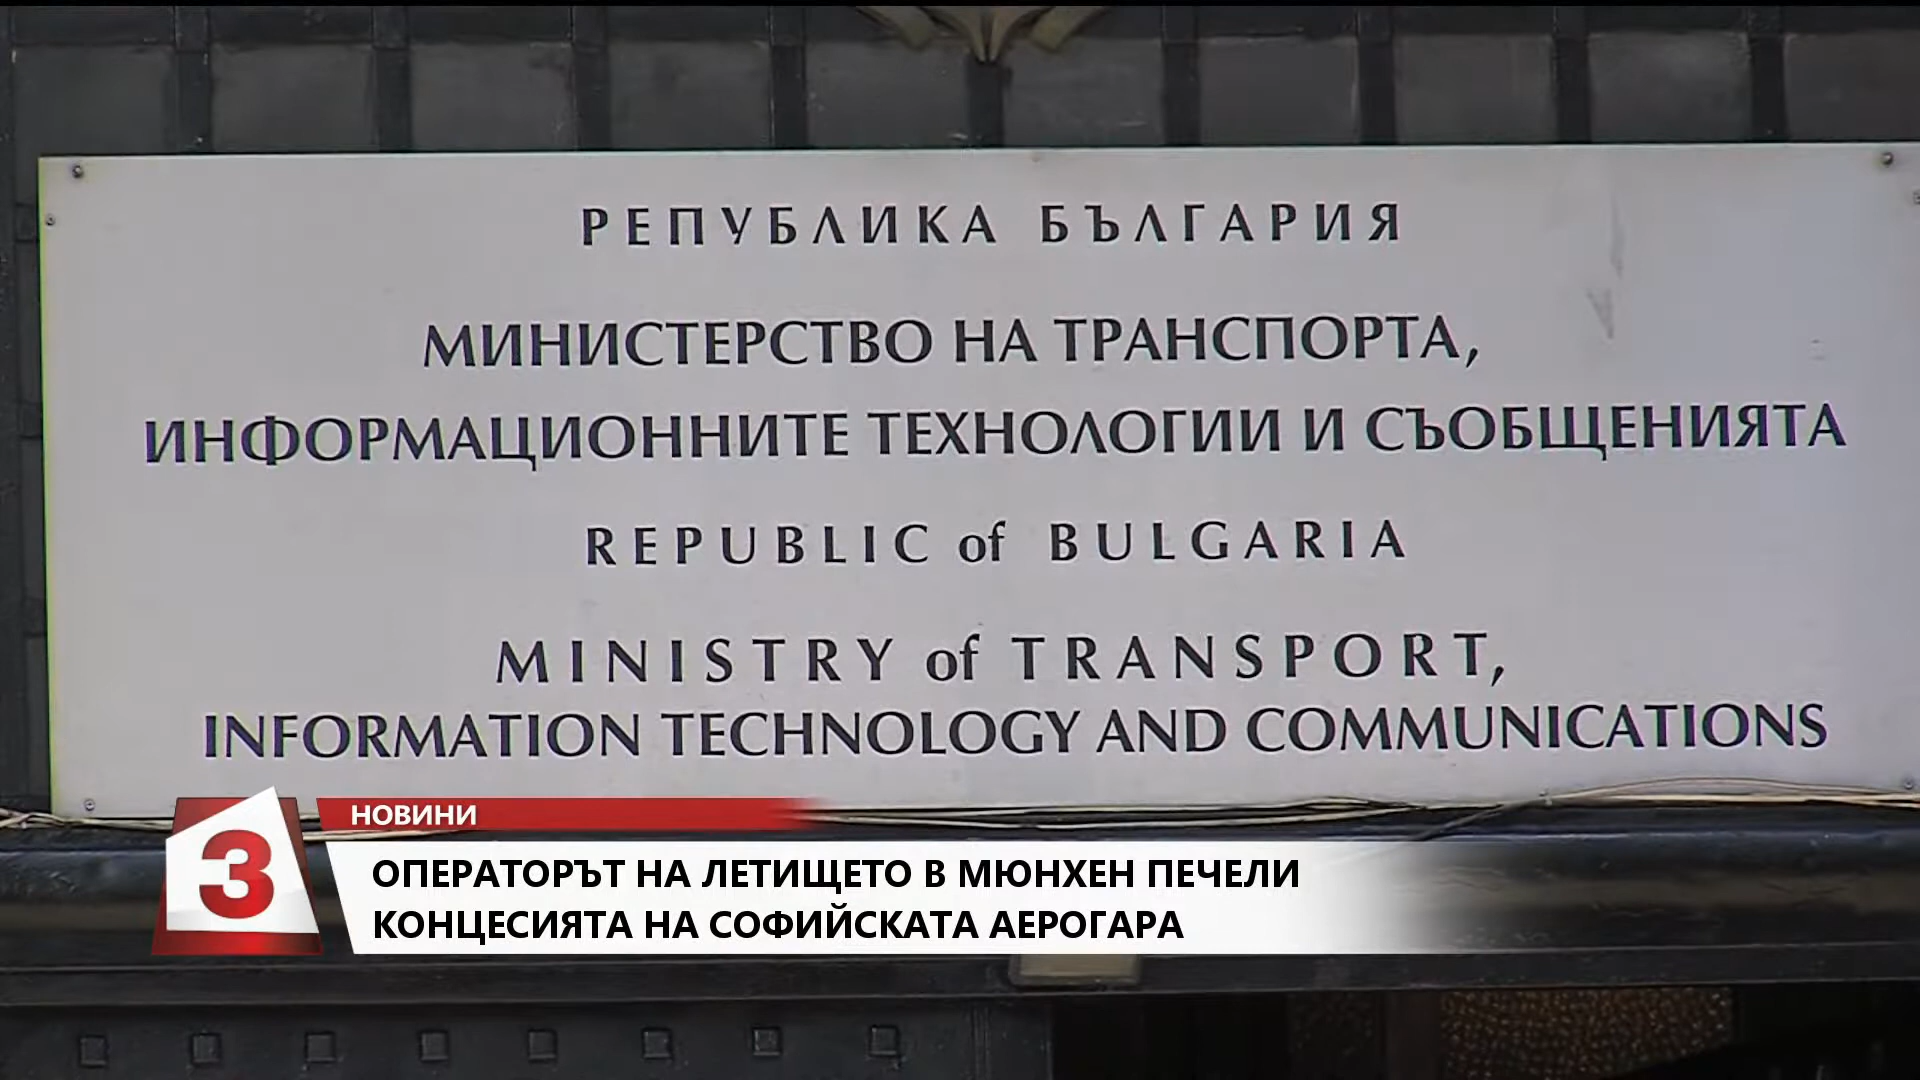 РЕПУБЛИКА БЪЛГАРИЯ
МИНИСТЕРСТВО НА ТРАНСПОРТА,
ИНФОРМАЦИОННИТЕ ТЕХНОЛОГИИ И СЪОБЩЕНИЯТА
REPUBLIC of BULGARIA
MINISTRY of TRANSPORT,
INFORMATION TECHNOLOGY AND COMMUNICATIONS
3
НОВИНИ
ОПЕРАТОРЪТ НА ЛЕТИЩЕТО В МЮНХЕН ПЕЧЕЛИ
КОНЦЕСИЯТА НА СОФИЙСКАТА АЕРОГАРА